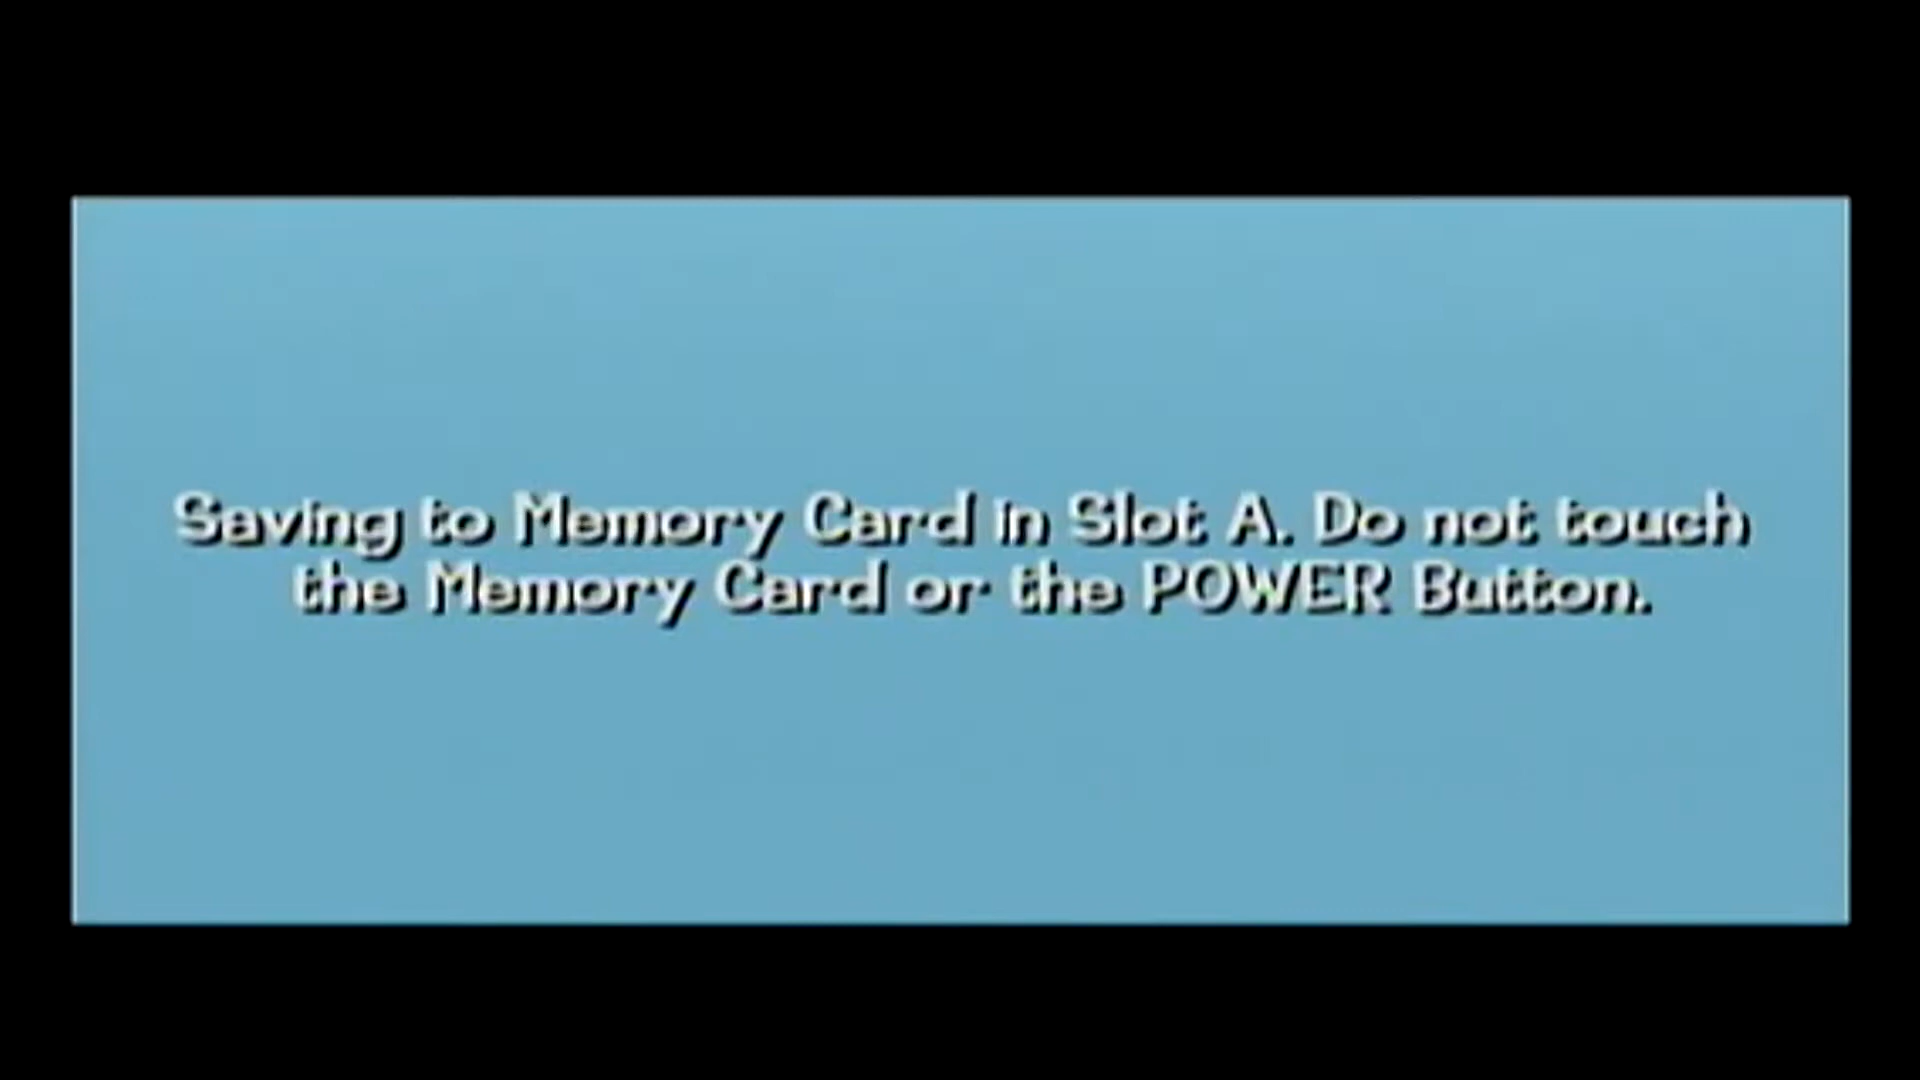 Saving to Memory Card in Slot A. Do not touch
the Memory Card or the POWER Button.